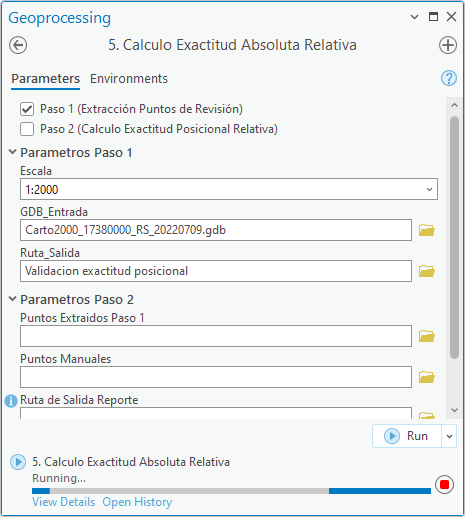 Geoprocessing
5. Calculo Exactitud Absoluta Relativa
Parameters Environments
Paso 1 (Extracción Puntos de Revisión)
Paso 2 (Calculo Exactitud Posicional Relativa)
Parametros Paso 1
Escala
1:2000
GDB_Entrada
Carto2000_17380000_RS_20220709.gdb
Ruta_Salida
Validacion exactitud posicional
Parametros Paso 2
Puntos Extraidos Paso 1
Puntos Manuales
Ruta de Salida Reporte
Run
5. Calculo Exactitud Absoluta Relativa
Running...
View Details Open History